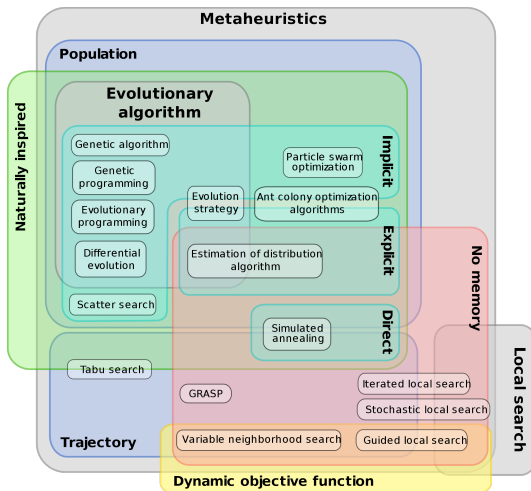 Metaheuristics
Population
Evolutionary
algorithm
Naturally inspired
Implicit
Genetic algorithm
Particle swarm
optimization
Genetic
programming
Evolution
strategy
Ant colony optimization
algorithms
Evolutionary
programming
Explicit
Differential
evolution
Estimation of distribution
algorithm
No memory
Scatter search
Direct
Simulated
annealing
Local search
Tabu search
Iterated local search
GRASP
Stochastic local search
Trajectory
Variable neighborhood search
Guided local search
Dynamic objective function